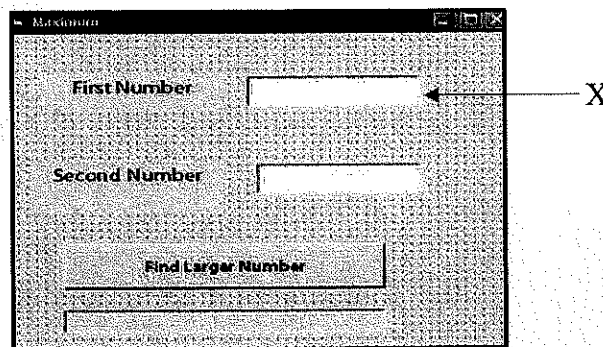 Maximum
First Number
X
Second Number
Find Larger Number